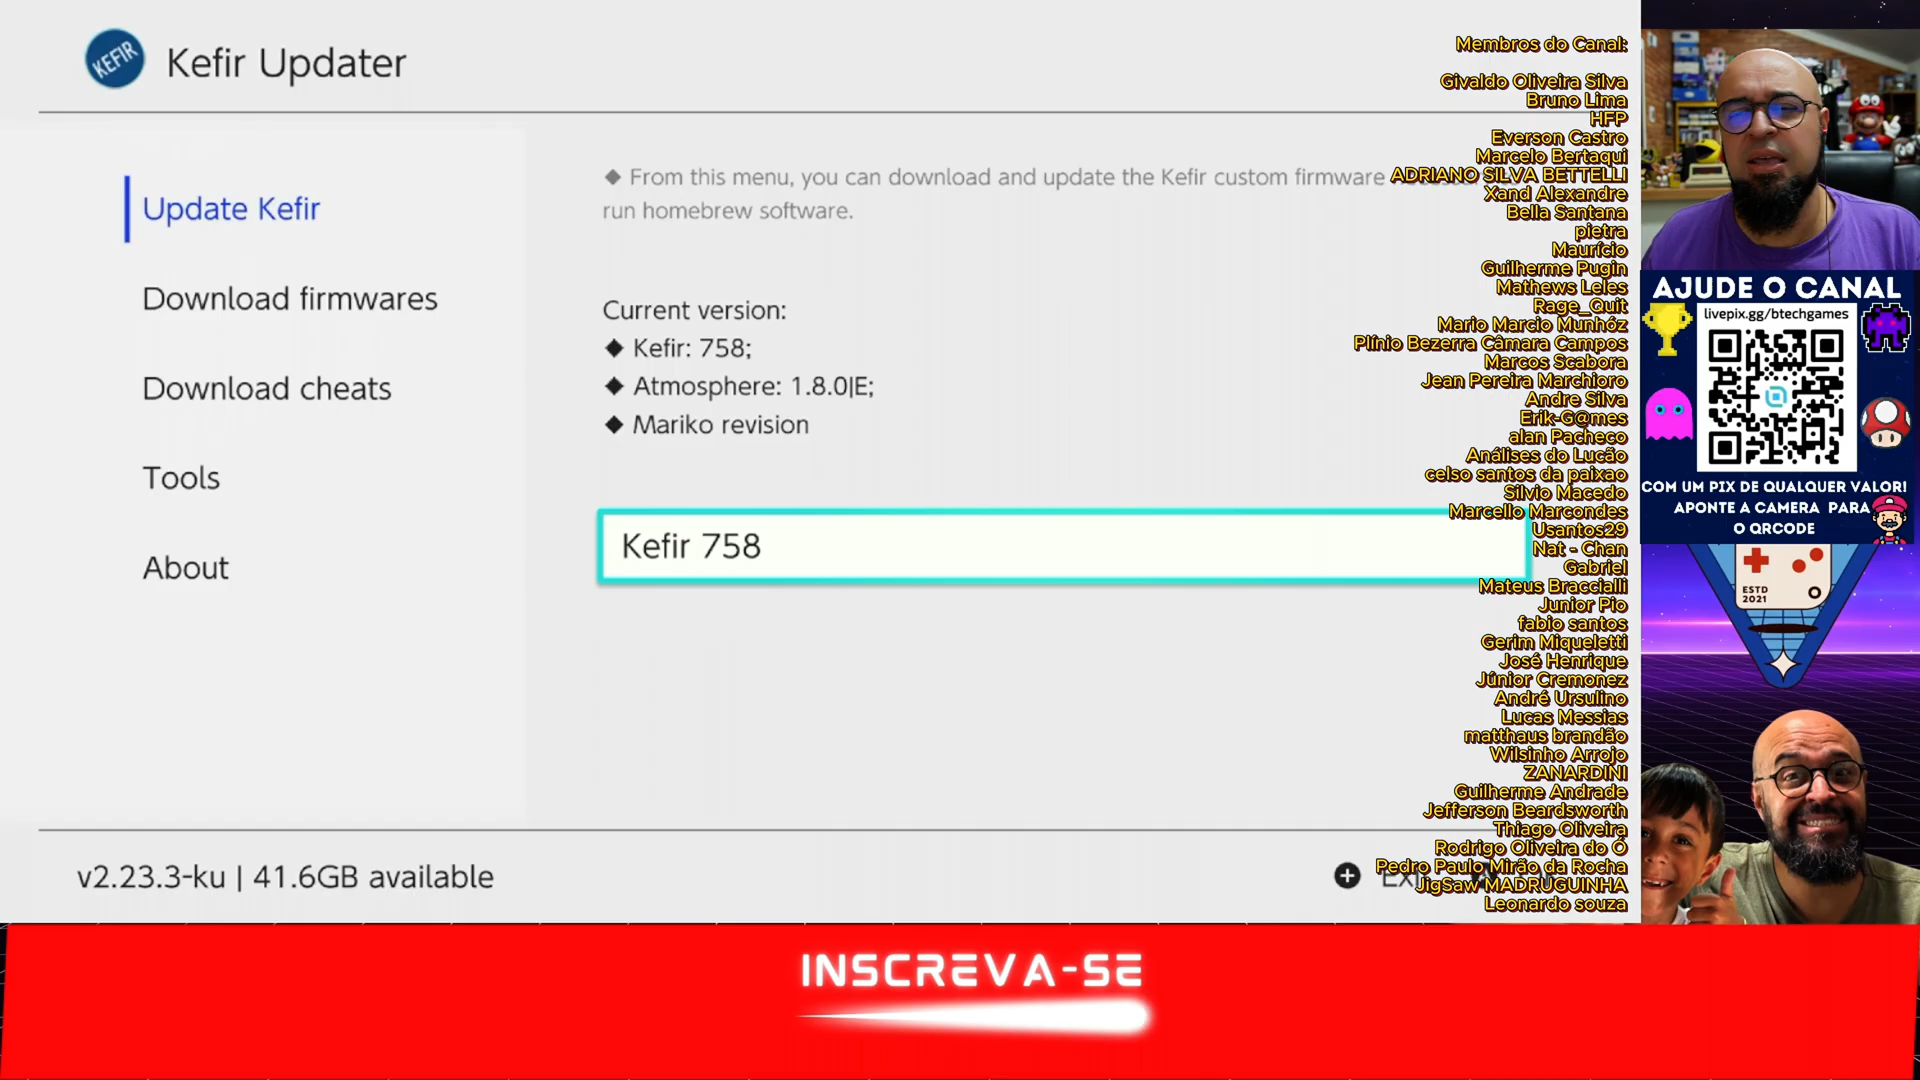 KEFIR
Kefir Updater
Update Kefir
Download firmwares
Download cheats
Tools
About
◆ From this menu, you can download and update the Kefir custom firmware
run homebrew software.
Current version:
◆ Kefir: 758;
◆ Atmosphere: 1.8.0|E;
◆ Mariko revision
Kefir 758
v2.23.3-ku | 41.6GB available
Membros do Canal:
Givaldo Oliveira Silva
Bruno Lima
HFP
Everson Castro
Marcelo Bertaqui
ADRIANO SILVA BETTELLI
Xand Alexandre
Bella Santana
pietra
Maurício
Guilherme Pugin
Mathews Leles
Rage_Quit
Mario Marcio Munhóz
Plínio Bezerra Câmara Campos
Marcos Scabora
Jean Pereira Marchioro
Andre Silva
Erik-G@mes
alan Pacheco
Análises do Lucão
celso santos da paixao
Silvio Macedo
Marcello Marcondes
Usantos29
Nat - Chan
Gabriel
Mateus Braccialli
Junior Pio
fabio santos
Gerim Miqueletti
José Henrique
Júnior Cremonez
André Ursulino
Lucas Messias
matthaus brandão
Wilsinho Arrojo
ZANARDINI
Guilherme Andrade
Jefferson Beardsworth
Thiago Oliveira
Rodrigo Oliveira do Ó
Pedro Paulo Mirão da Rocha
JigSaw MADRUGUINHA
Leonardo souza
AJUDE O CANAL
livepix.gg/btechgames
COM UM PIX DE QUALQUER VALOR!
APONTE A CAMERA PARA
O QRCODE
ESTD
2021
INSCREVA-SE